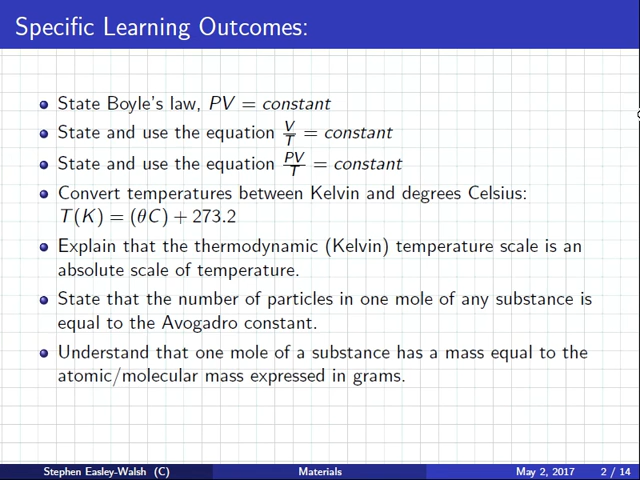 Specific Learning Outcomes:
State Boyle's law, PV = constant
State and use the equation V/T = constant
State and use the equation PV/T = constant
Convert temperatures between Kelvin and degrees Celsius:
T(K) = (θC) + 273.2
Explain that the thermodynamic (Kelvin) temperature scale is an
absolute scale of temperature.
State that the number of particles in one mole of any substance is
equal to the Avogadro constant.
Understand that one mole of a substance has a mass equal to the
atomic/molecular mass expressed in grams.
Stephen Easley-Walsh (C) Materials May 2, 2017 2 / 14